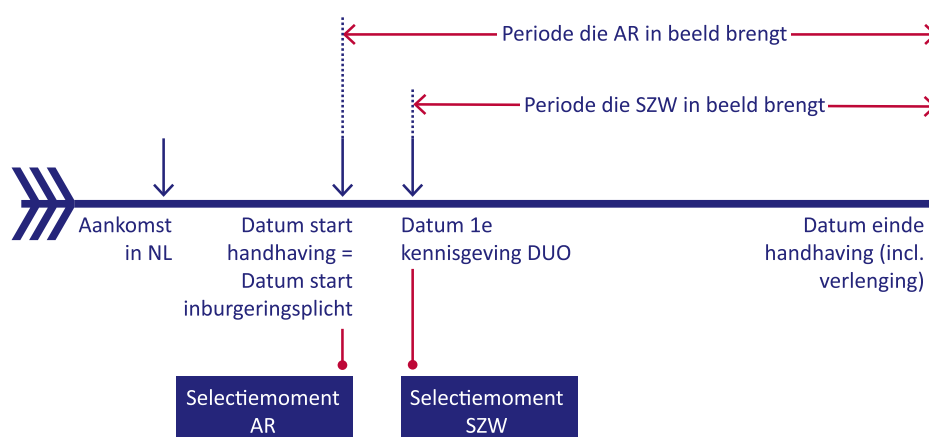 Periode die AR in beeld brengt
Periode die SZW in beeld brengt
Aankomst
in NL
Datum start
handhaving =
Datum start
inburgeringsplicht
Datum 1e
kennisgeving DUO
Datum einde
handhaving (incl.
verlenging)
Selectiemoment
AR
Selectiemoment
SZW